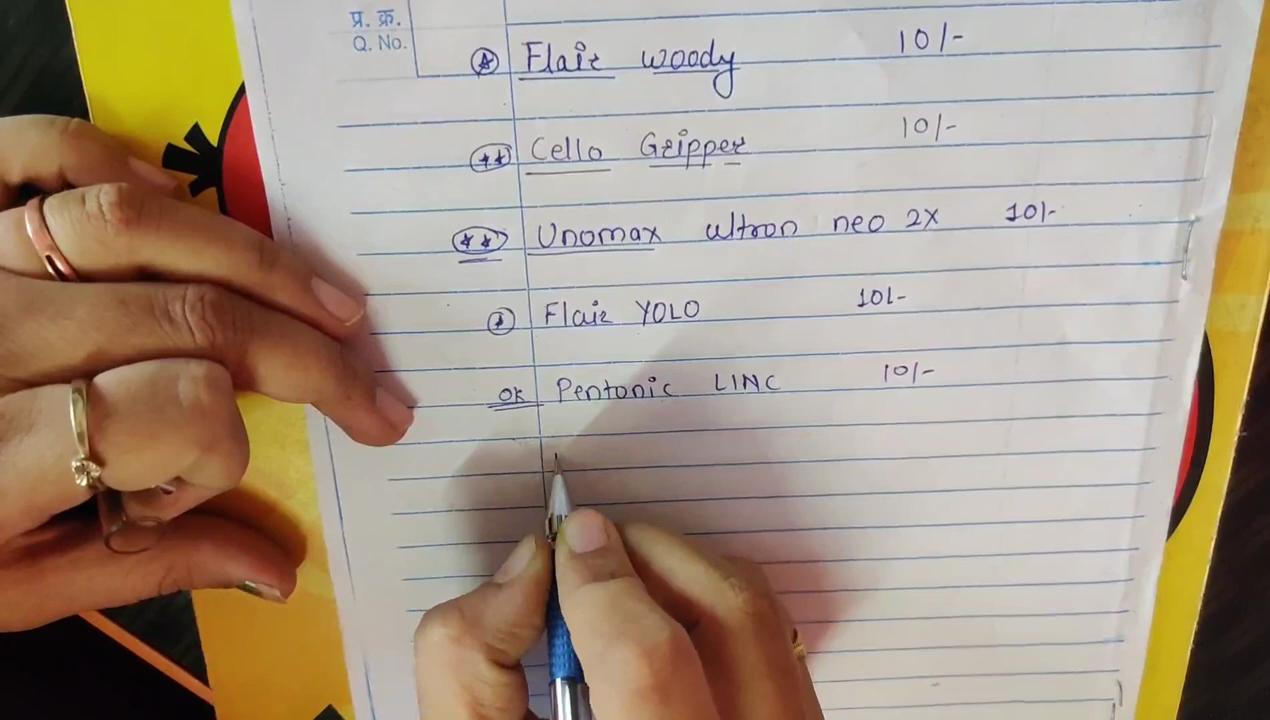 प्र. क्र.
Q. No.
Flair woody 10/-
Cello Gripper 10/-
Unomax ultron neo 2X 10/-
Flair YOLO 10/-
OK Pentonic LINC 10/-